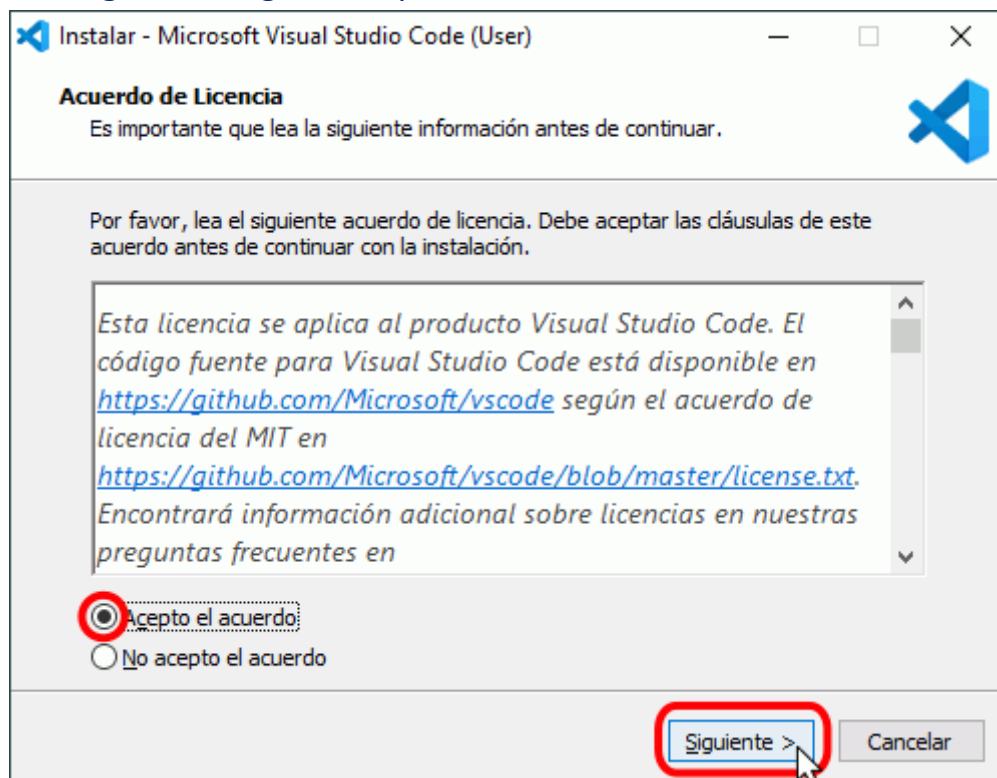 Instalar - Microsoft Visual Studio Code (User)
Acuerdo de Licencia
Es importante que lea la siguiente información antes de continuar.
Por favor, lea el siguiente acuerdo de licencia. Debe aceptar las cláusulas de este
acuerdo antes de continuar con la instalación.
Esta licencia se aplica al producto Visual Studio Code. El
código fuente para Visual Studio Code está disponible en
https://github.com/Microsoft/vscode según el acuerdo de
licencia del MIT en
https://github.com/Microsoft/vscode/blob/master/license.txt.
Encontrará información adicional sobre licencias en nuestras
preguntas frecuentes en
Acepto el acuerdo
No acepto el acuerdo
Siguiente > Cancelar